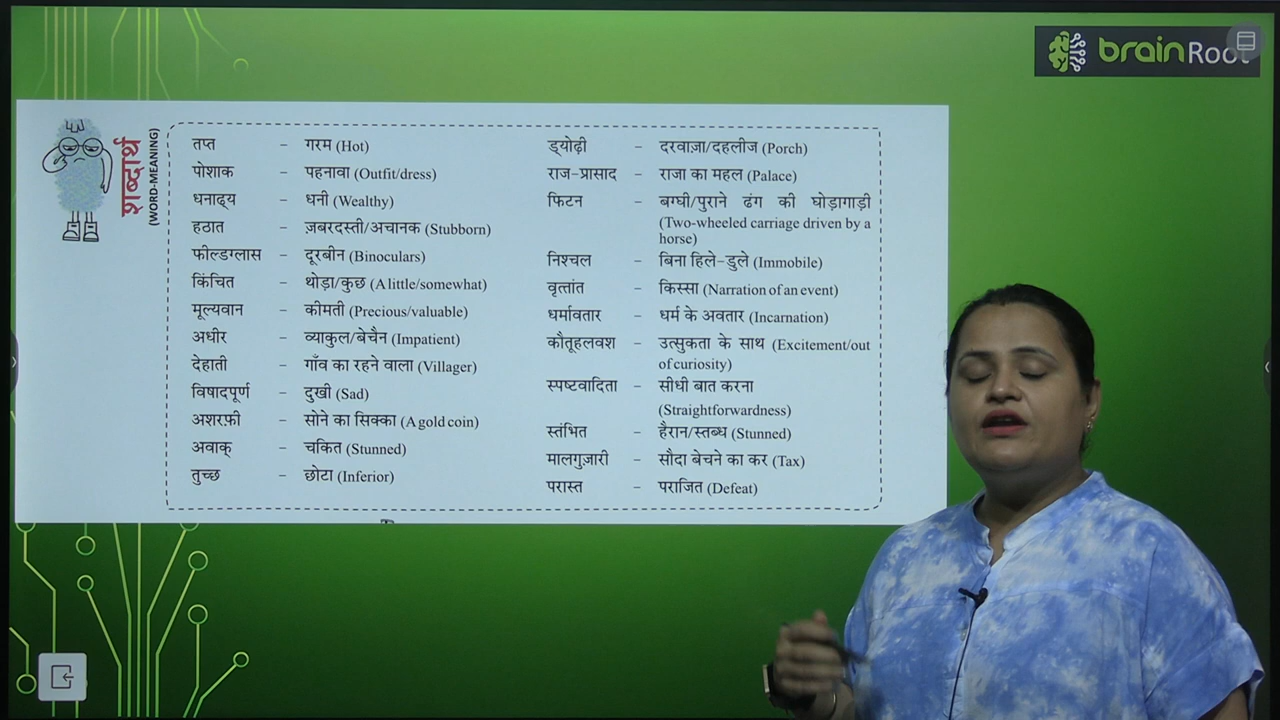 brainRoot
शब्दार्थ
(WORD-MEANING)
तप्त – गरम (Hot)
पोशाक – पहनावा (Outfit/dress)
धनाढ्य – धनी (Wealthy)
हठात – ज़बरदस्ती/अचानक (Stubborn)
फील्डग्लास – दूरबीन (Binoculars)
किंचित – थोड़ा/कुछ (A little/somewhat)
मूल्यवान – कीमती (Precious/valuable)
अधीर – व्याकुल/बेचैन (Impatient)
देहाती – गाँव का रहने वाला (Villager)
विषादपूर्ण – दुखी (Sad)
अशरफ़ी – सोने का सिक्का (A gold coin)
अवाक् – चकित (Stunned)
तुच्छ – छोटा (Inferior)
ड्योढ़ी – दरवाज़ा/दहलीज (Porch)
राज-प्रासाद – राजा का महल (Palace)
फिटन – बग्घी/पुराने ढंग की घोड़ागाड़ी
(Two-wheeled carriage driven by a
horse)
निश्चल – बिना हिले-डुले (Immobile)
वृत्तांत – किस्सा (Narration of an event)
धर्मावतार – धर्म के अवतार (Incarnation)
कौतूहलवश – उत्सुकता के साथ (Excitement/out
of curiosity)
स्पष्टवादिता – सीधी बात करना
(Straightforwardness)
स्तंभित – हैरान/स्तब्ध (Stunned)
मालगुज़ारी – सौदा बेचने का कर (Tax)
परास्त – पराजित (Defeat)